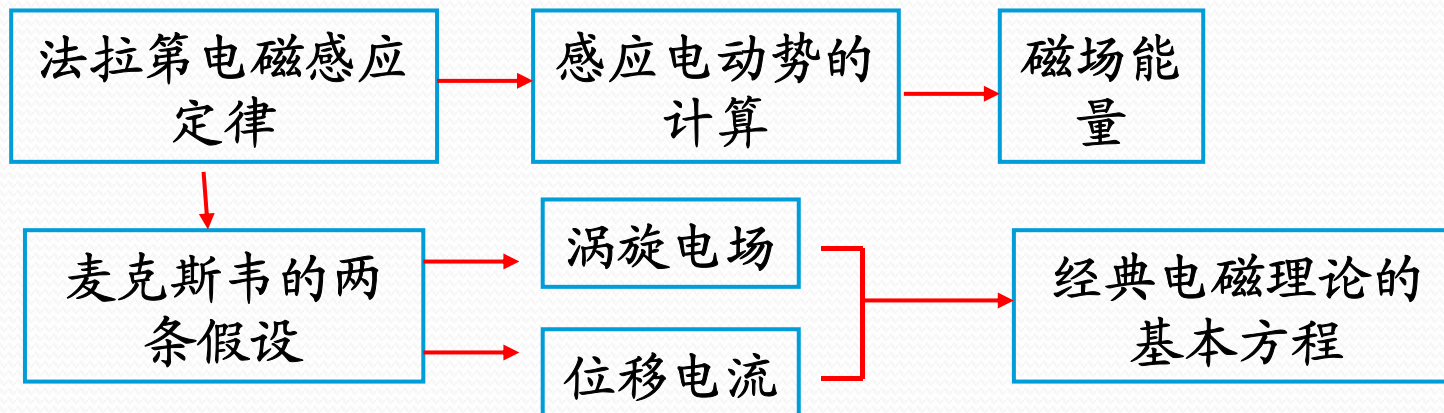 法拉第电磁感应
定律
感应电动势的
计算
磁场能
量
麦克斯韦的两
条假设
涡旋电场
位移电流
经典电磁理论的
基本方程